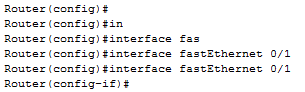 Router(config)#
Router(config)#in
Router(config)#interface fas
Router(config)#interface fastEthernet 0/1
Router(config)#interface fastEthernet 0/1
Router(config-if)#